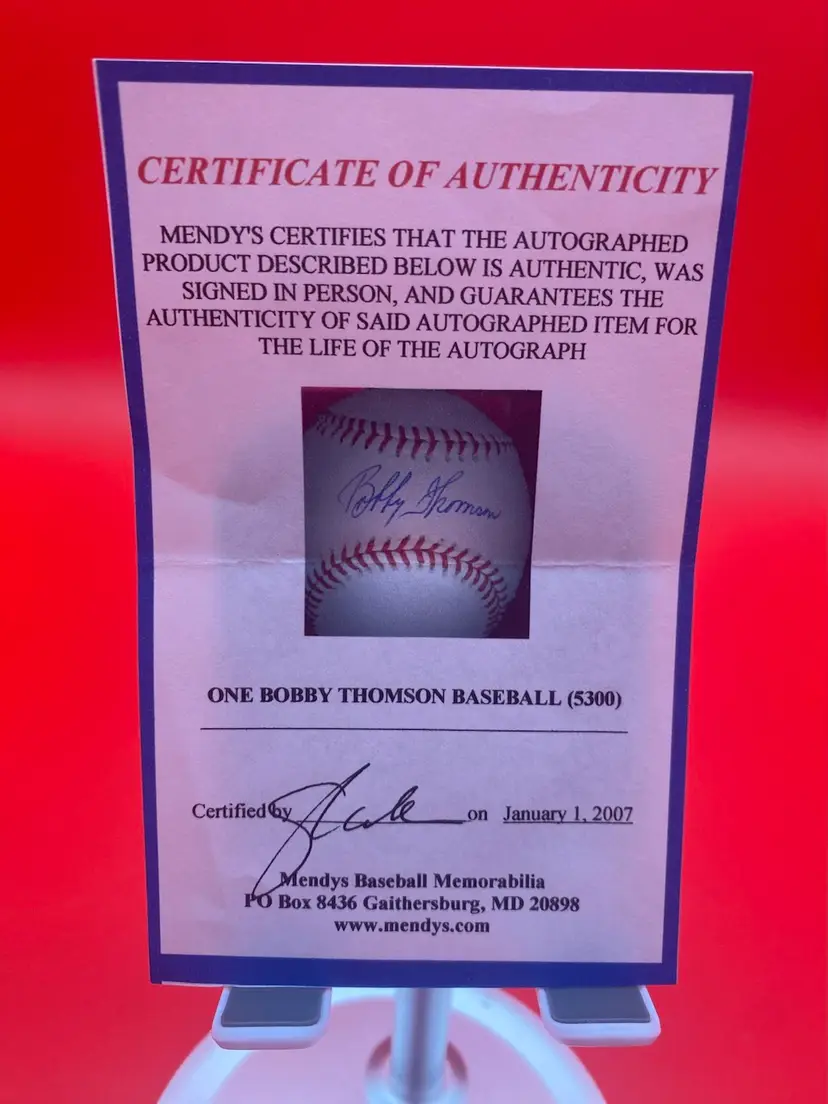 CERTIFICATE OF AUTHENTICITY
MENDY'S CERTIFIES THAT THE AUTOGRAPHED
PRODUCT DESCRIBED BELOW IS AUTHENTIC, WAS
SIGNED IN PERSON, AND GUARANTEES THE
AUTHENTICITY OF SAID AUTOGRAPHED ITEM FOR
THE LIFE OF THE AUTOGRAPH
Bobby Thomson
ONE BOBBY THOMSON BASEBALL (5300)
Certified by on January 1, 2007
Mendys Baseball Memorabilia
PO Box 8436 Gaithersburg, MD 20898
www.mendys.com